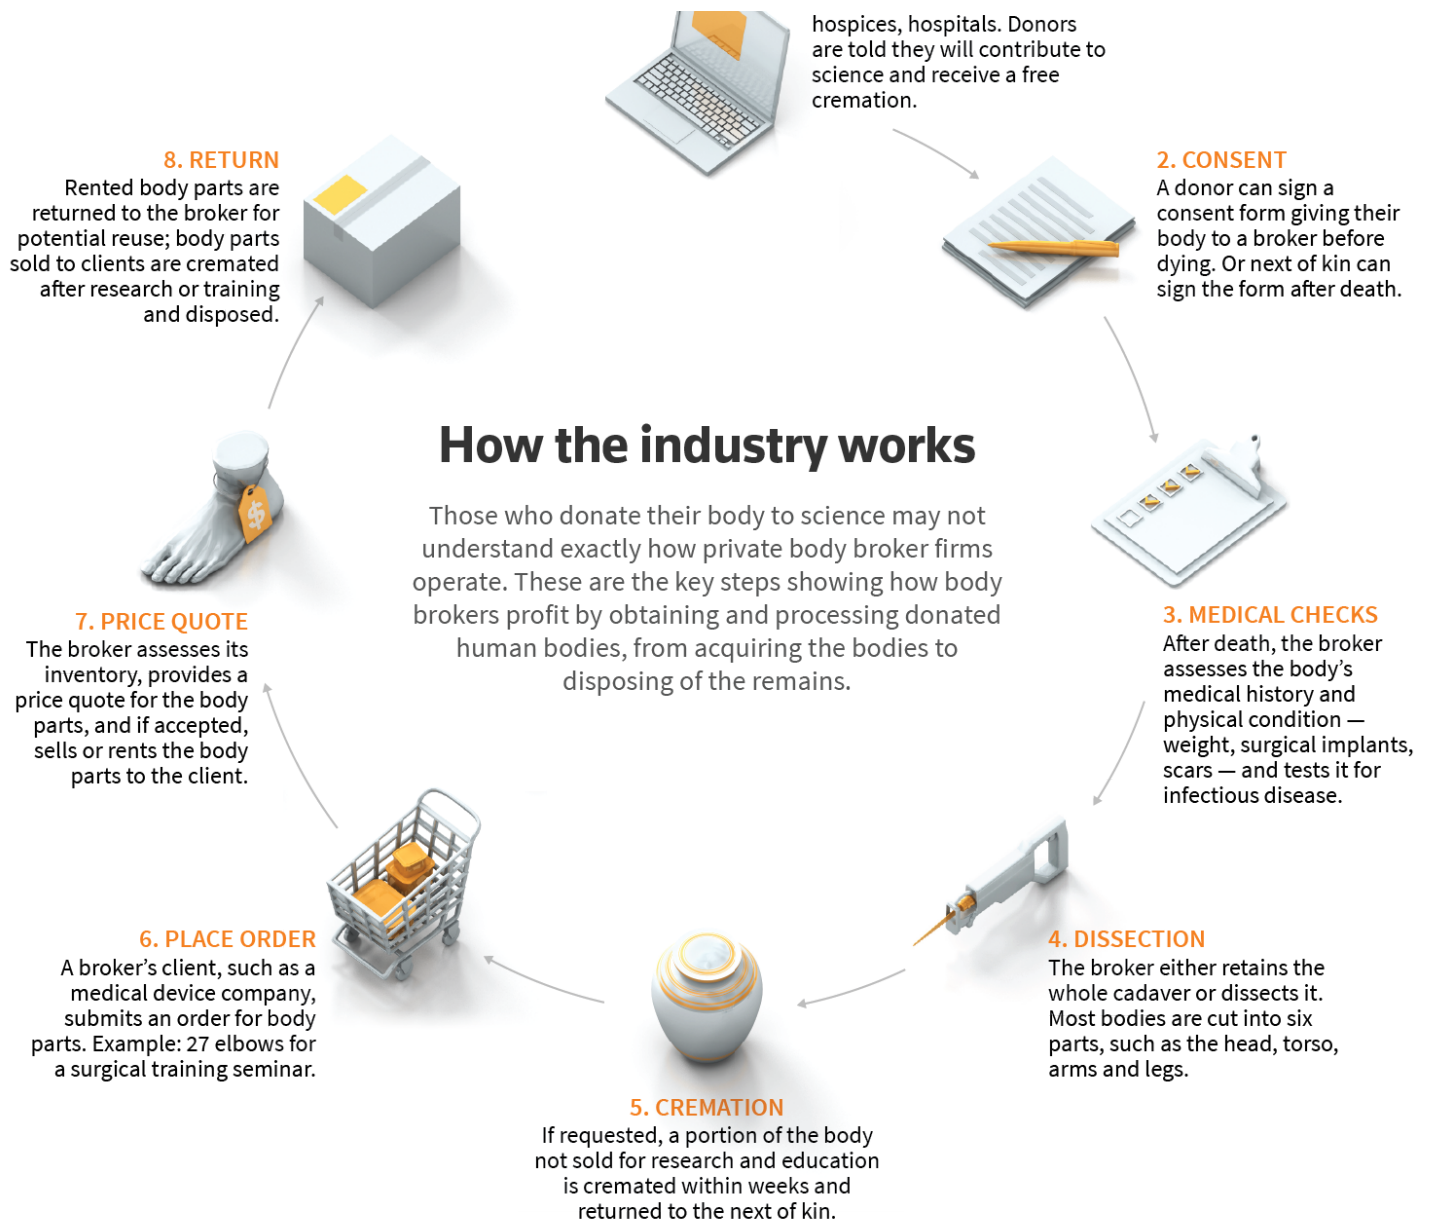 hospices, hospitals. Donors
are told they will contribute to
science and receive a free
cremation.
2. CONSENT
A donor can sign a
consent form giving their
body to a broker before
dying. Or next of kin can
sign the form after death.
3. MEDICAL CHECKS
After death, the broker
assesses the body’s
medical history and
physical condition —
weight, surgical implants,
scars — and tests it for
infectious disease.
4. DISSECTION
The broker either retains the
whole cadaver or dissects it.
Most bodies are cut into six
parts, such as the head, torso,
arms and legs.
5. CREMATION
If requested, a portion of the body
not sold for research and education
is cremated within weeks and
returned to the next of kin.
6. PLACE ORDER
A broker’s client, such as a
medical device company,
submits an order for body
parts. Example: 27 elbows for
a surgical training seminar.
7. PRICE QUOTE
The broker assesses its
inventory, provides a
price quote for the body
parts, and if accepted,
sells or rents the body
parts to the client.
$
8. RETURN
Rented body parts are
returned to the broker for
potential reuse; body parts
sold to clients are cremated
after research or training
and disposed.
How the industry works
Those who donate their body to science may not
understand exactly how private body broker firms
operate. These are the key steps showing how body
brokers profit by obtaining and processing donated
human bodies, from acquiring the bodies to
disposing of the remains.